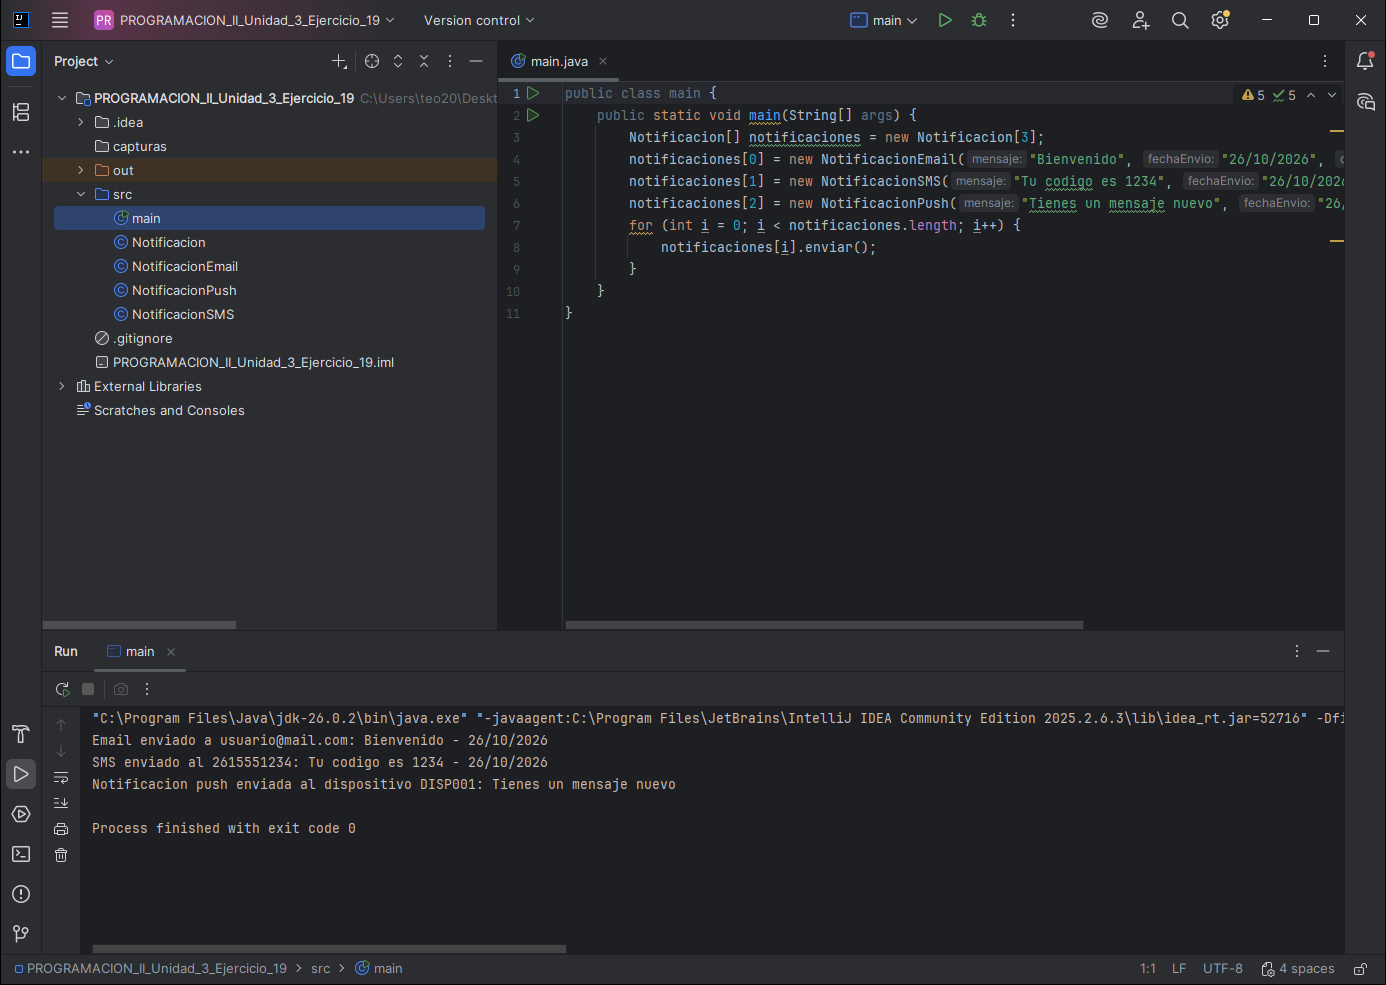 PR PROGRAMACION_II_Unidad_3_Ejercicio_19 Version control main
Project
main.java
PROGRAMACION_II_Unidad_3_Ejercicio_19 C:\Users\teo20\Deskt
.idea
capturas
out
src
main
Notificacion
NotificacionEmail
NotificacionPush
NotificacionSMS
.gitignore
PROGRAMACION_II_Unidad_3_Ejercicio_19.iml
External Libraries
Scratches and Consoles
5 5
1 public class main {
2 public static void main(String[] args) {
3 Notificacion[] notificaciones = new Notificacion[3];
4 notificaciones[0] = new NotificacionEmail( mensaje: "Bienvenido", fechaEnvio: "26/10/2026",
5 notificaciones[1] = new NotificacionSMS( mensaje: "Tu codigo es 1234", fechaEnvio: "26/10/2026
6 notificaciones[2] = new NotificacionPush( mensaje: "Tienes un mensaje nuevo", fechaEnvio: "26/
7 for (int i = 0; i < notificaciones.length; i++) {
8 notificaciones[i].enviar();
9 }
10 }
11 }
Run main
"C:\Program Files\Java\jdk-26.0.2\bin\java.exe" "-javaagent:C:\Program Files\JetBrains\IntelliJ IDEA Community Edition 2025.2.6.3\lib\idea_rt.jar=52716" -Dfi
Email enviado a usuario@mail.com: Bienvenido - 26/10/2026
SMS enviado al 2615551234: Tu codigo es 1234 - 26/10/2026
Notificacion push enviada al dispositivo DISP001: Tienes un mensaje nuevo
Process finished with exit code 0
PROGRAMACION_II_Unidad_3_Ejercicio_19 > src > main
1:1 LF UTF-8 4 spaces